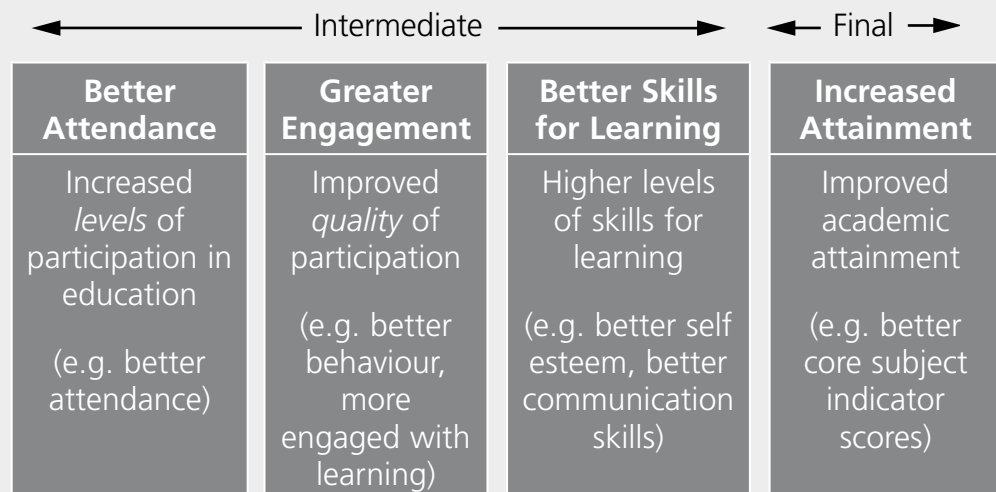 Intermediate
Final
Better
Attendance
Increased
levels of
participation in
education
(e.g. better
attendance)
Greater
Engagement
Improved
quality of
participation
(e.g. better
behaviour,
more
engaged with
learning)
Better Skills
for Learning
Higher levels
of skills for
learning
(e.g. better self
esteem, better
communication
skills)
Increased
Attainment
Improved
academic
attainment
(e.g. better
core subject
indicator
scores)